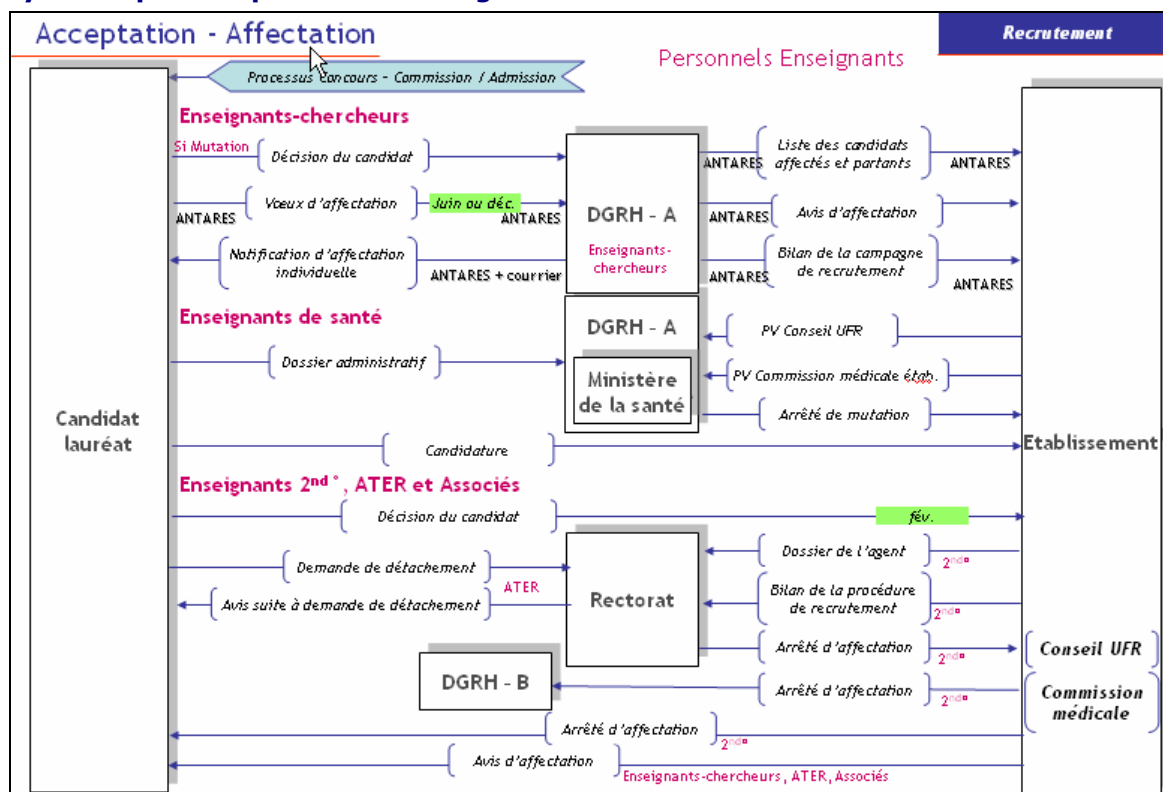 Acceptation - Affectation
Recrutement
Personnels Enseignants
Processus Concours - Commission / Admission
Enseignants-chercheurs
Si Mutation
Décision du candidat
Liste des candidats
affectés et partants
ANTARES
ANTARES
Vœux d'affectation
Juin ou déc.
ANTARES
ANTARES
DGRH - A
Enseignants-
chercheurs
ANTARES
Avis d'affectation
Notification d'affectation
individuelle
ANTARES + courrier
Bilan de la campagne
de recrutement
ANTARES
ANTARES
Enseignants de santé
DGRH - A
PV Conseil UFR
Dossier administratif
Ministère
de la santé
PV Commission médicale étab.
Arrêté de mutation
Candidat
lauréat
Candidature
Etablissement
Enseignants 2nd °, ATER et Associés
Décision du candidat
fév.
Dossier de l'agent
2nd°
Demande de détachement
ATER
Avis suite à demande de détachement
Rectorat
Bilan de la procédure
de recrutement
2nd°
Arrêté d'affectation
2nd°
Conseil UFR
DGRH - B
Arrêté d'affectation
2nd°
Commission
médicale
Arrêté d'affectation
2nd°
Avis d'affectation
Enseignants-chercheurs, ATER, Associés